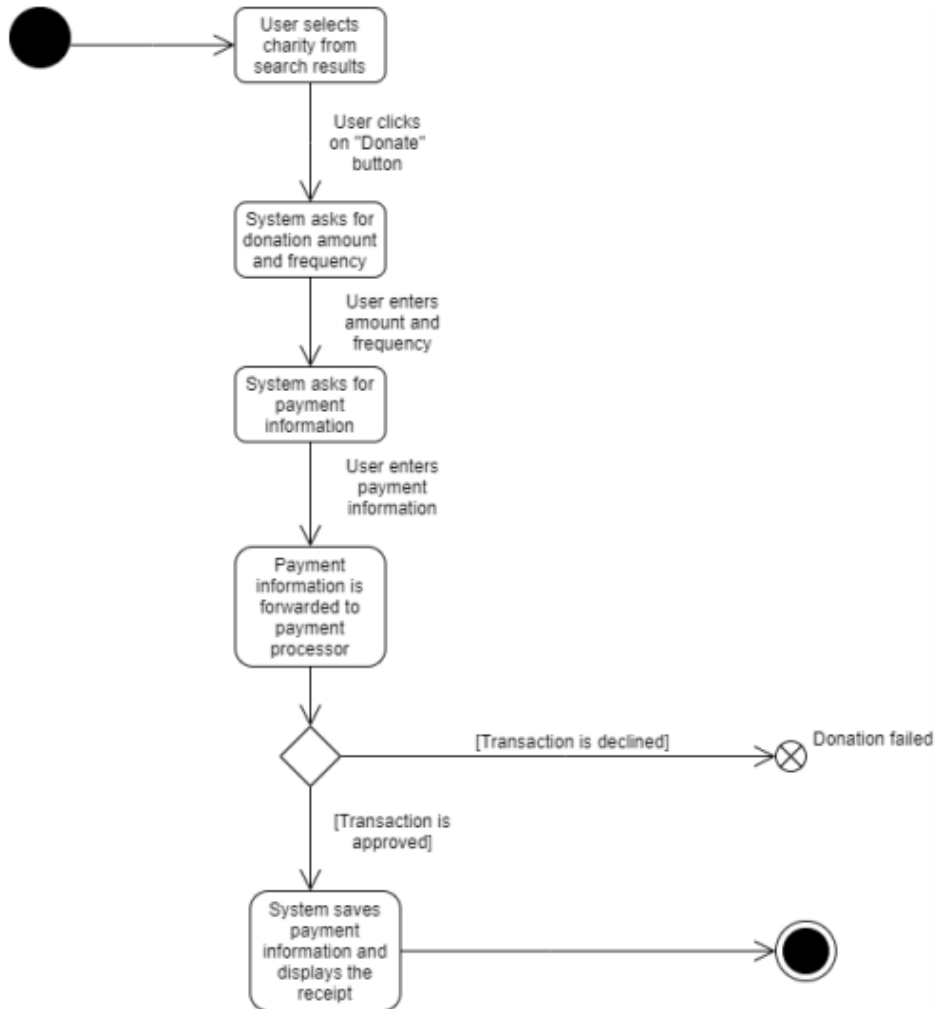 User selects
charity from
search results
User clicks
on "Donate"
button
System asks for
donation amount
and frequency
User enters
amount and
frequency
System asks for
payment
information
User enters
payment
information
Payment
information is
forwarded to
payment
processor
[Transaction is declined]
Donation failed
[Transaction is
approved]
System saves
payment
information and
displays the
receipt